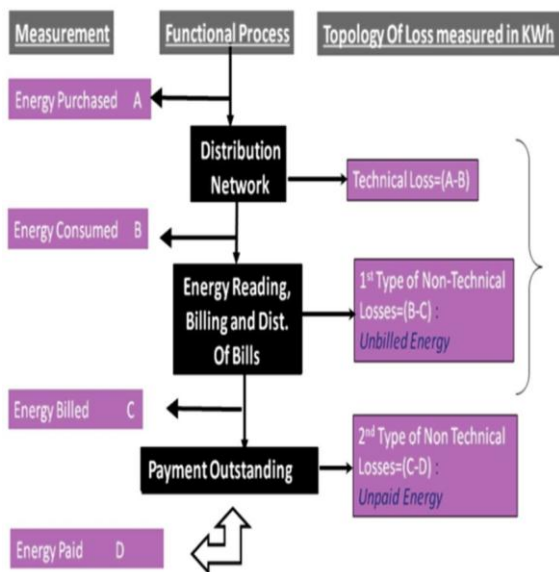 Measurement
Functional Process
Topology Of Loss measured in KWh
Energy Purchased A
Distribution
Network
Technical Loss=(A-B)
Energy Consumed B
Energy Reading,
Billing and Dist.
Of Bills
1st Type of Non-Technical
Losses=(B-C) :
Unbilled Energy
Energy Billed C
Payment Outstanding
2nd Type of Non Technical
Losses=(C-D) :
Unpaid Energy
Energy Paid D